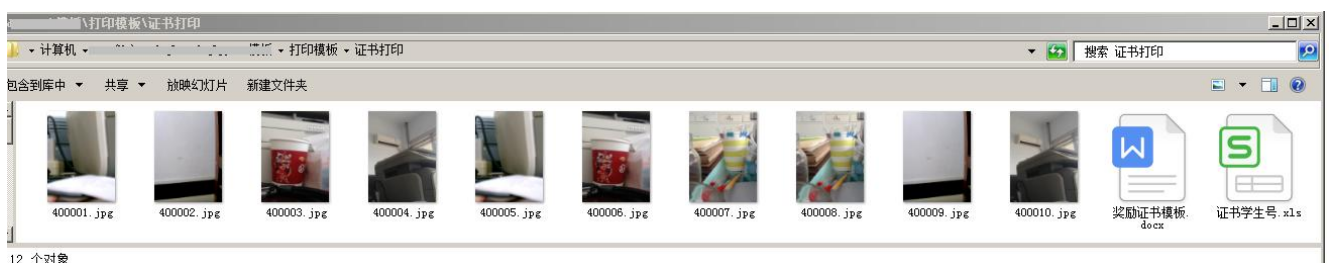 \打印模板\证书打印
计算机 模板 打印模板 证书打印 搜索 证书打印
包含到库中 共享 放映幻灯片 新建文件夹
400001.jpg 400002.jpg 400003.jpg 400004.jpg 400005.jpg 400006.jpg 400007.jpg 400008.jpg 400009.jpg 400010.jpg 奖励证书模板.docx 证书学生号.xls
12 个对象